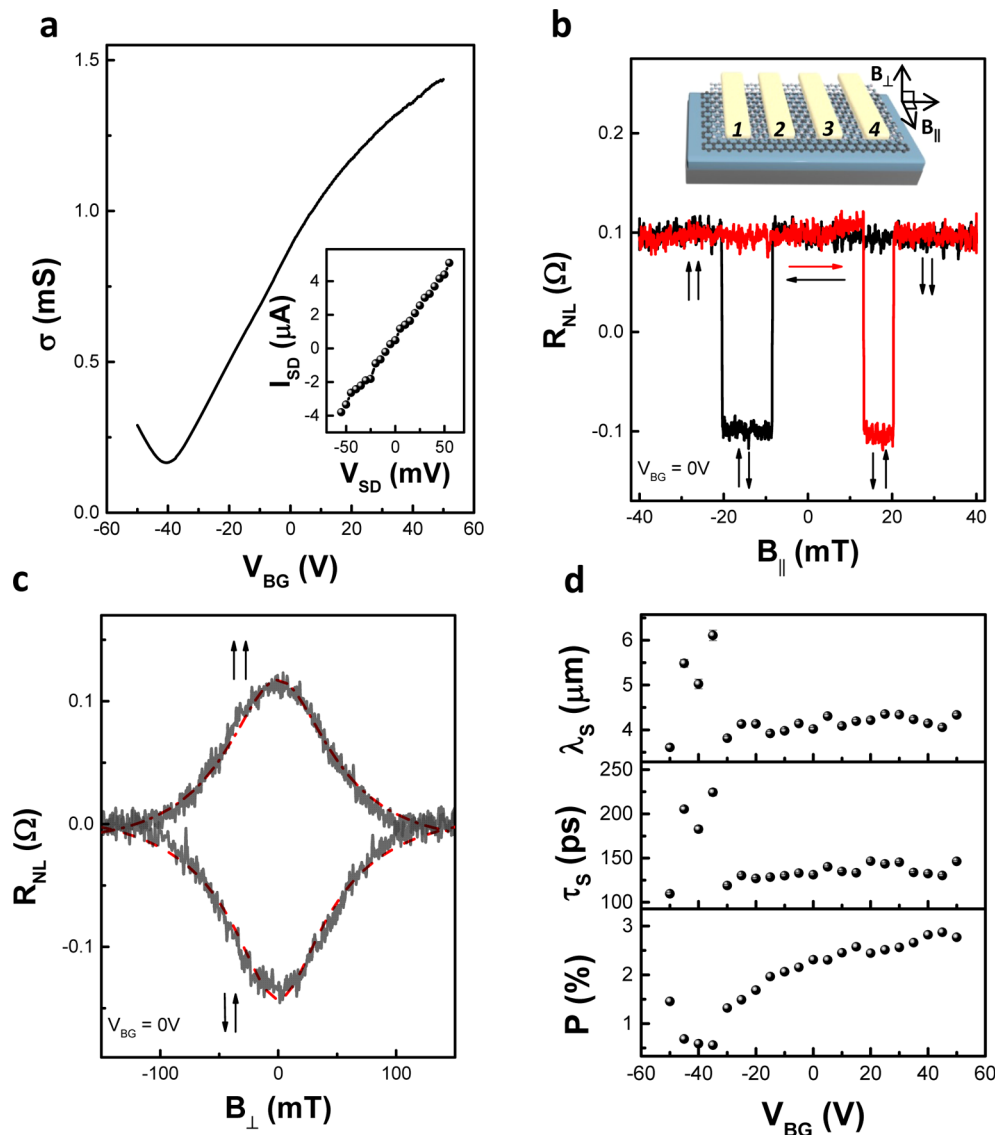 a
1.5
1.0
0.5
0.0
σ (mS)
-60 -40 -20 0 20 40 60
V_BG (V)
4
2
0
-2
-4
I_SD (μA)
-50 0 50
V_SD (mV)
b
B⊥
B∥
1 2 3 4
0.2
0.1
0.0
-0.1
R_NL (Ω)
V_BG = 0V
-40 -20 0 20 40
B∥ (mT)
c
0.1
0.0
-0.1
R_NL (Ω)
V_BG = 0V
-100 0 100
B⊥ (mT)
d
6
5
4
λ_S (μm)
250
200
150
100
τ_S (ps)
3
2
1
P (%)
-60 -40 -20 0 20 40 60
V_BG (V)